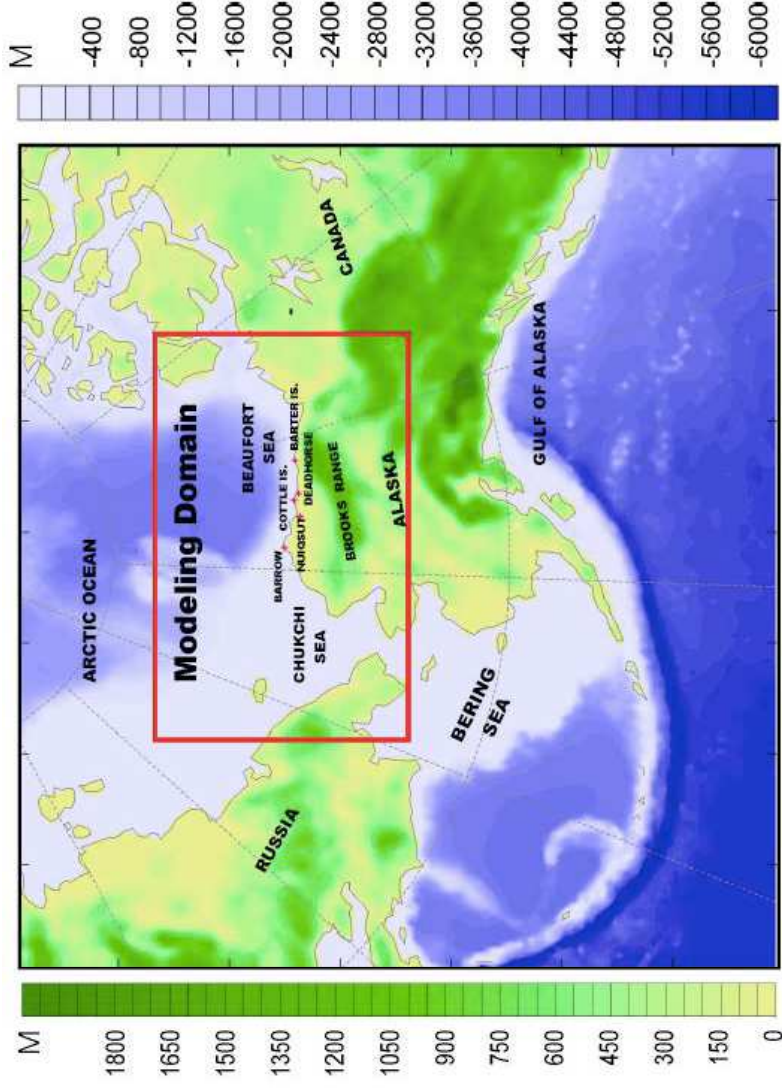 M
-400
-800
-1200
-1600
-2000
-2400
-2800
-3200
-3600
-4000
-4400
-4800
-5200
-5600
-6000
ARCTIC OCEAN
Modeling Domain
BEAUFORT
SEA
BARROW
COTTLE IS.
NUIQSUT
DEADHORSE
BARTER IS.
CHUKCHI
SEA
BROOKS RANGE
ALASKA
CANADA
RUSSIA
BERING
SEA
GULF OF ALASKA
M
1800
1650
1500
1350
1200
1050
900
750
600
450
300
150
0